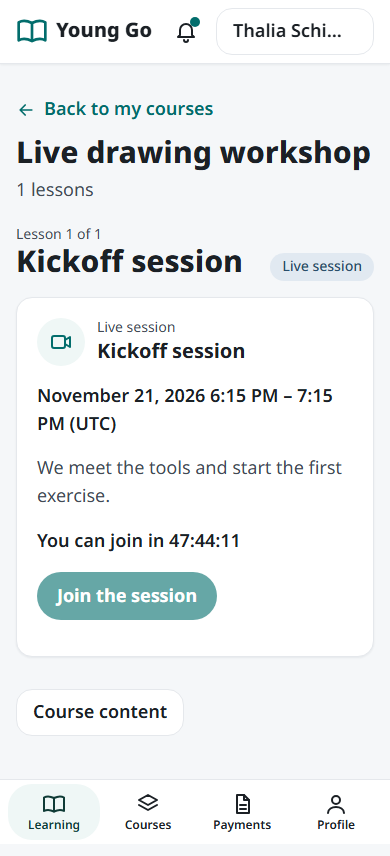 Young Go
Thalia Schi...
Back to my courses
Live drawing workshop
1 lessons
Lesson 1 of 1
Kickoff session
Live session
Live session
Kickoff session
November 21, 2026 6:15 PM – 7:15
PM (UTC)
We meet the tools and start the first
exercise.
You can join in 47:44:11
Join the session
Course content
Learning
Courses
Payments
Profile